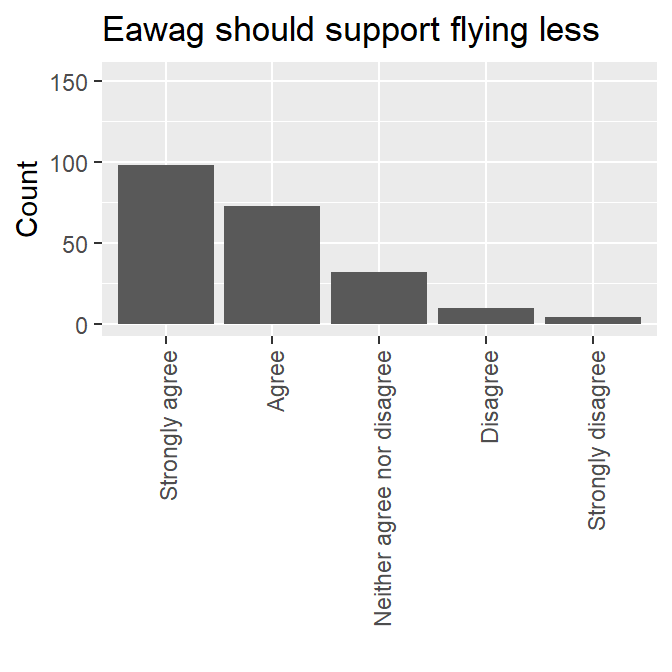 Eawag should support flying less
Count
150
100
50
0
Strongly agree
Agree
Neither agree nor disagree
Disagree
Strongly disagree